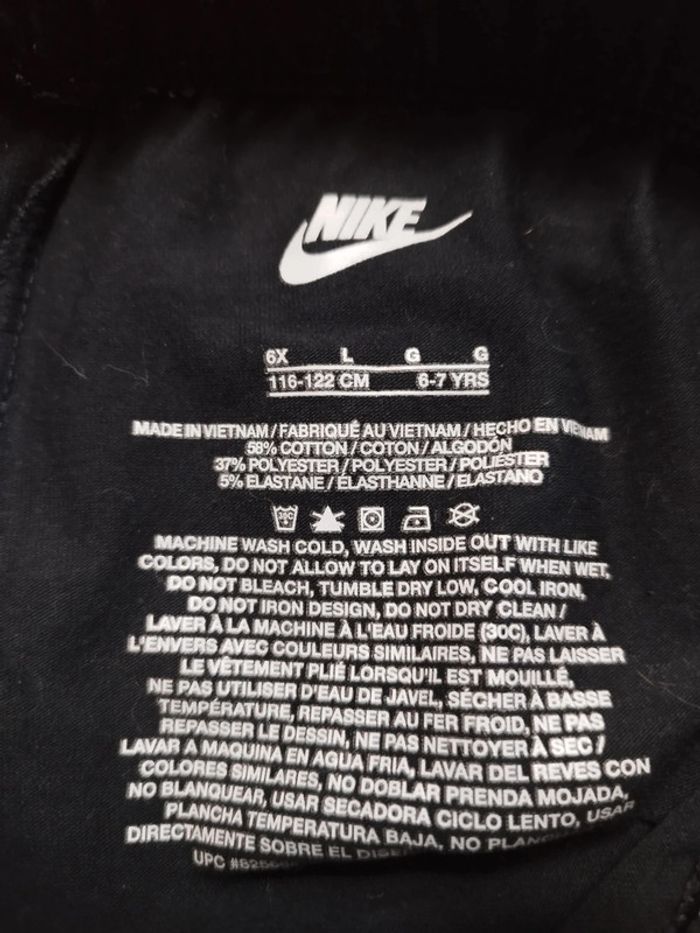 NIKE
6X L G G
116-122 CM 6-7 YRS
MADE IN VIETNAM / FABRIQUÉ AU VIETNAM / HECHO EN VIETNAM
58% COTTON / COTON / ALGODÓN
37% POLYESTER / POLYESTER / POLIÉSTER
5% ELASTANE / ÉLASTHANNE / ELASTANO
30C
MACHINE WASH COLD, WASH INSIDE OUT WITH LIKE
COLORS, DO NOT ALLOW TO LAY ON ITSELF WHEN WET,
DO NOT BLEACH, TUMBLE DRY LOW, COOL IRON,
DO NOT IRON DESIGN, DO NOT DRY CLEAN /
LAVER À LA MACHINE À L'EAU FROIDE (30C), LAVER À
L'ENVERS AVEC COULEURS SIMILAIRES, NE PAS LAISSER
LE VÊTEMENT PLIÉ LORSQU'IL EST MOUILLÉ,
NE PAS UTILISER D'EAU DE JAVEL, SÉCHER À BASSE
TEMPÉRATURE, REPASSER AU FER FROID, NE PAS
REPASSER LE DESSIN, NE PAS NETTOYER À SEC /
LAVAR A MAQUINA EN AGUA FRIA, LAVAR DEL REVES CON
COLORES SIMILARES, NO DOBLAR PRENDA MOJADA,
NO BLANQUEAR, USAR SECADORA CICLO LENTO, USAR
PLANCHA TEMPERATURA BAJA, NO
DIRECTAMENTE SOBRE EL
UPC